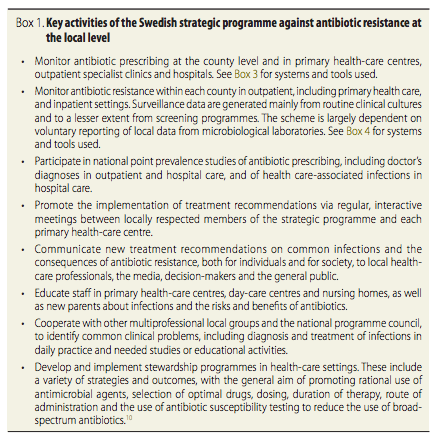 Box 1. Key activities of the Swedish strategic programme against antibiotic resistance at
the local level
• Monitor antibiotic prescribing at the county level and in primary health-care centres,
outpatient specialist clinics and hospitals. See Box 3 for systems and tools used.
• Monitor antibiotic resistance within each county in outpatient, including primary health care,
and inpatient settings. Surveillance data are generated mainly from routine clinical cultures
and to a lesser extent from screening programmes. The scheme is largely dependent on
voluntary reporting of local data from microbiological laboratories. See Box 4 for systems
and tools used.
• Participate in national point prevalence studies of antibiotic prescribing, including doctor's
diagnoses in outpatient and hospital care, and of health care-associated infections in
hospital care.
• Promote the implementation of treatment recommendations via regular, interactive
meetings between locally respected members of the strategic programme and each
primary health-care centre.
• Communicate new treatment recommendations on common infections and the
consequences of antibiotic resistance, both for individuals and for society, to local health-
care professionals, the media, decision-makers and the general public.
• Educate staff in primary health-care centres, day-care centres and nursing homes, as well
as new parents about infections and the risks and benefits of antibiotics.
• Cooperate with other multiprofessional local groups and the national programme council,
to identify common clinical problems, including diagnosis and treatment of infections in
daily practice and needed studies or educational activities.
• Develop and implement stewardship programmes in health-care settings. These include
a variety of strategies and outcomes, with the general aim of promoting rational use of
antimicrobial agents, selection of optimal drugs, dosing, duration of therapy, route of
administration and the use of antibiotic susceptibility testing to reduce the use of broad-
spectrum antibiotics.10